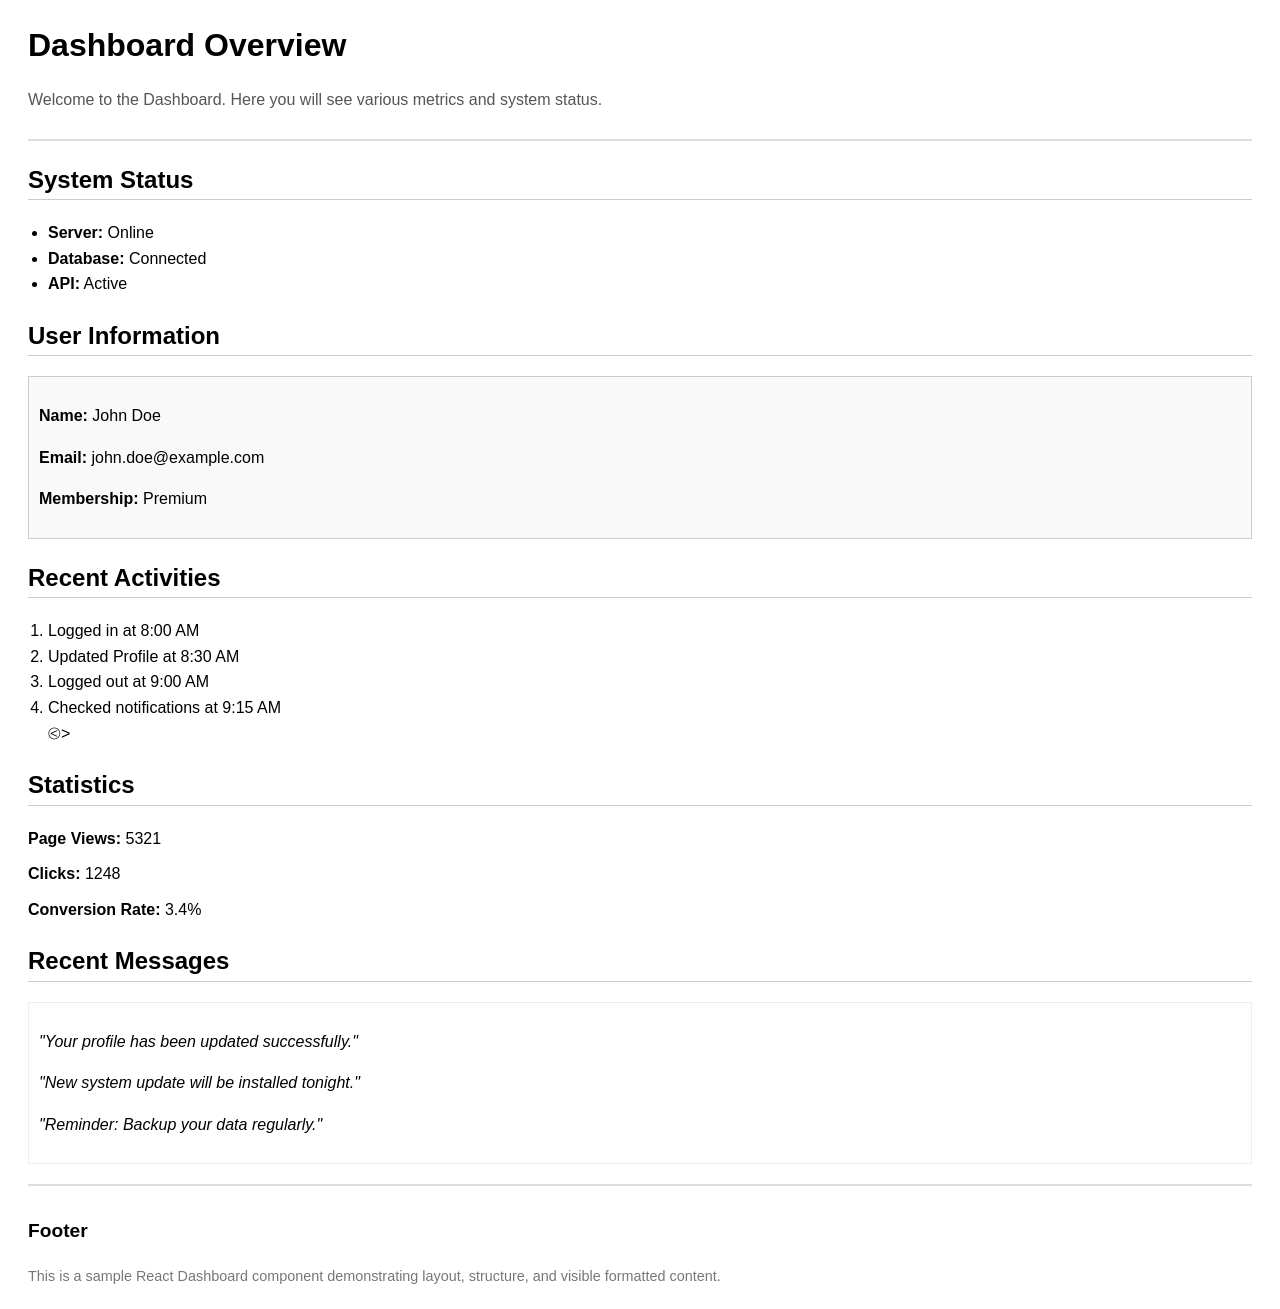 Dashboard Overview
Welcome to the Dashboard. Here you will see various metrics and system status.
System Status
• Server: Online
• Database: Connected
• API: Active
User Information
Name: John Doe
Email: john.doe@example.com
Membership: Premium
Recent Activities
1. Logged in at 8:00 AM
2. Updated Profile at 8:30 AM
3. Logged out at 9:00 AM
4. Checked notifications at 9:15 AM
⧀>
Statistics
Page Views: 5321
Clicks: 1248
Conversion Rate: 3.4%
Recent Messages
"Your profile has been updated successfully."
"New system update will be installed tonight."
"Reminder: Backup your data regularly."
Footer
This is a sample React Dashboard component demonstrating layout, structure, and visible formatted content.